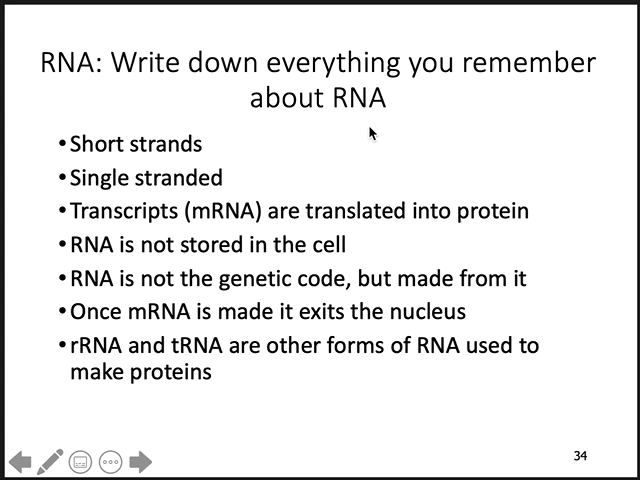 RNA: Write down everything you remember
about RNA
•Short strands
•Single stranded
•Transcripts (mRNA) are translated into protein
•RNA is not stored in the cell
•RNA is not the genetic code, but made from it
•Once mRNA is made it exits the nucleus
•rRNA and tRNA are other forms of RNA used to
make proteins
34